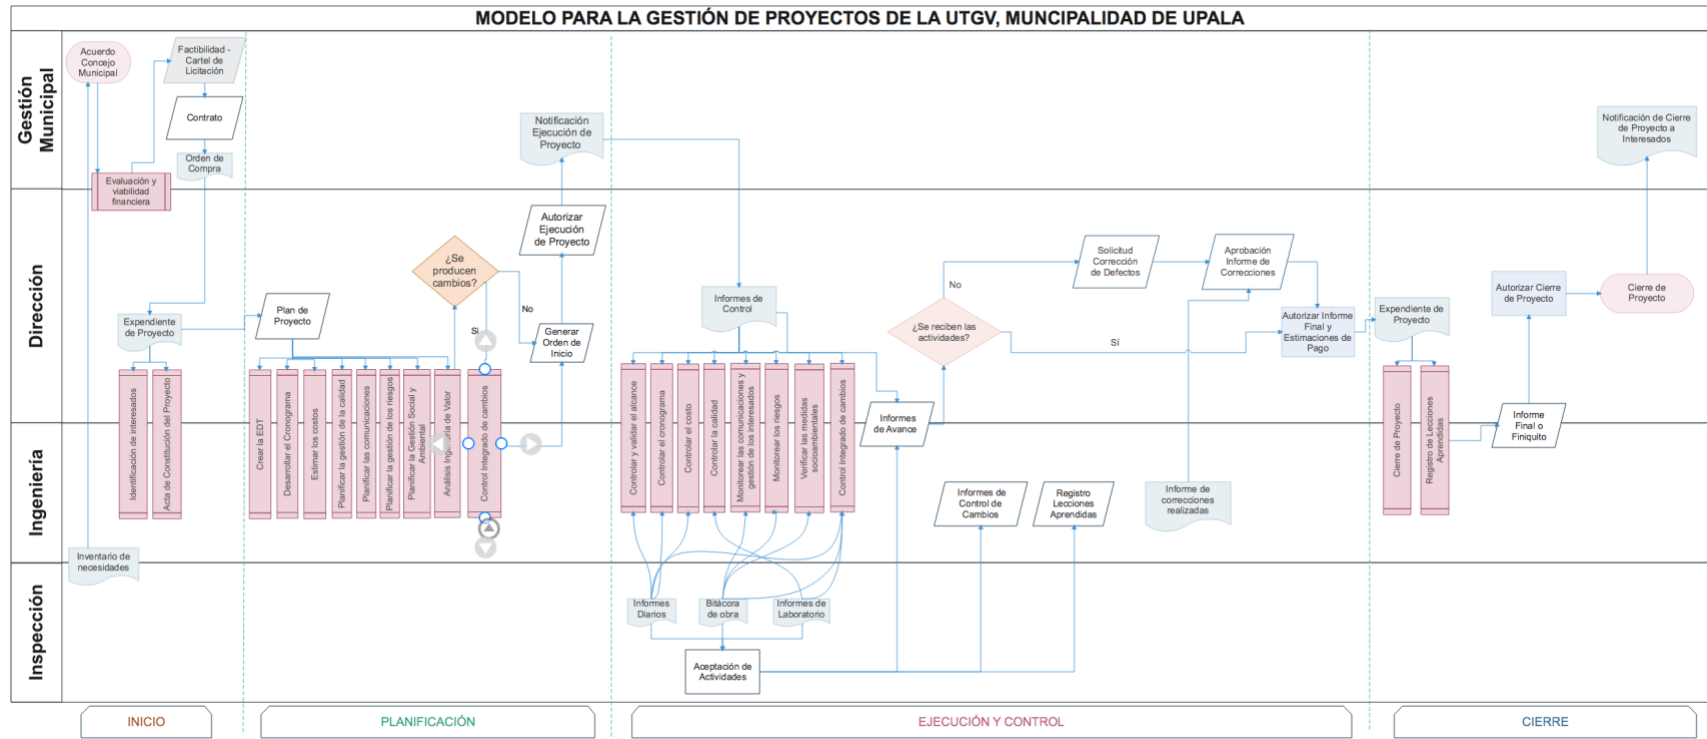 MODELO PARA LA GESTIÓN DE PROYECTOS DE LA UTGV, MUNCIPALIDAD DE UPALA
Gestión
Municipal
Acuerdo
Concejo
Municipal
Factibilidad -
Cartel de
Licitación
Contrato
Orden de
Compra
Evaluación y
viabilidad
financiera
Notificación
Ejecución de
Proyecto
Notificación de Cierre
de Proyecto a
Interesados
Dirección
Expendiente
de Proyecto
Plan de
Proyecto
¿Se
producen
cambios?
Si
No
Autorizar
Ejecución
de Proyecto
Generar
Orden de
Inicio
Informes de
Control
¿Se reciben las
actividades?
No
Sí
Solicitud
Corrección
de Defectos
Aprobación
Informe de
Correcciones
Autorizar Informe
Final y
Estimaciones
de Pago
Expendiente de
Proyecto
Autorizar Cierre
de Proyecto
Cierre de
Proyecto
Ingeniería
Identificación de interesados
Acta de Constitución del Proyecto
Crear la EDT
Desarrollar el Cronograma
Estimar los costos
Planificar la gestión de la calidad
Planificar las comunicaciones
Planificar la gestión de los riesgos
Planificar la Gestión Social y
Ambiental
Análisis Ingeniería de Valor
Control Integrado de cambios
Controlar y validar el alcance
Controlar el cronograma
Controlar el costo
Controlar la calidad
Monitorear las comunicaciones y
gestión de los interesados
Monitorear los riesgos
Verificar las medidas
socioambientales
Control Integrado de cambios
Informes
de Avance
Informes de
Control de
Cambios
Registro
Lecciones
Aprendidas
Informe de
correcciones
realizadas
Cierre de Proyecto
Registro de Lecciones
Aprendidas
Informe
Final o
Finiquito
Inventario de
necesidades
Inspección
Informes
Diarios
Bitácora
de obra
Informes de
Laboratorio
Aceptación de
Actividades
INICIO
PLANIFICACIÓN
EJECUCIÓN Y CONTROL
CIERRE